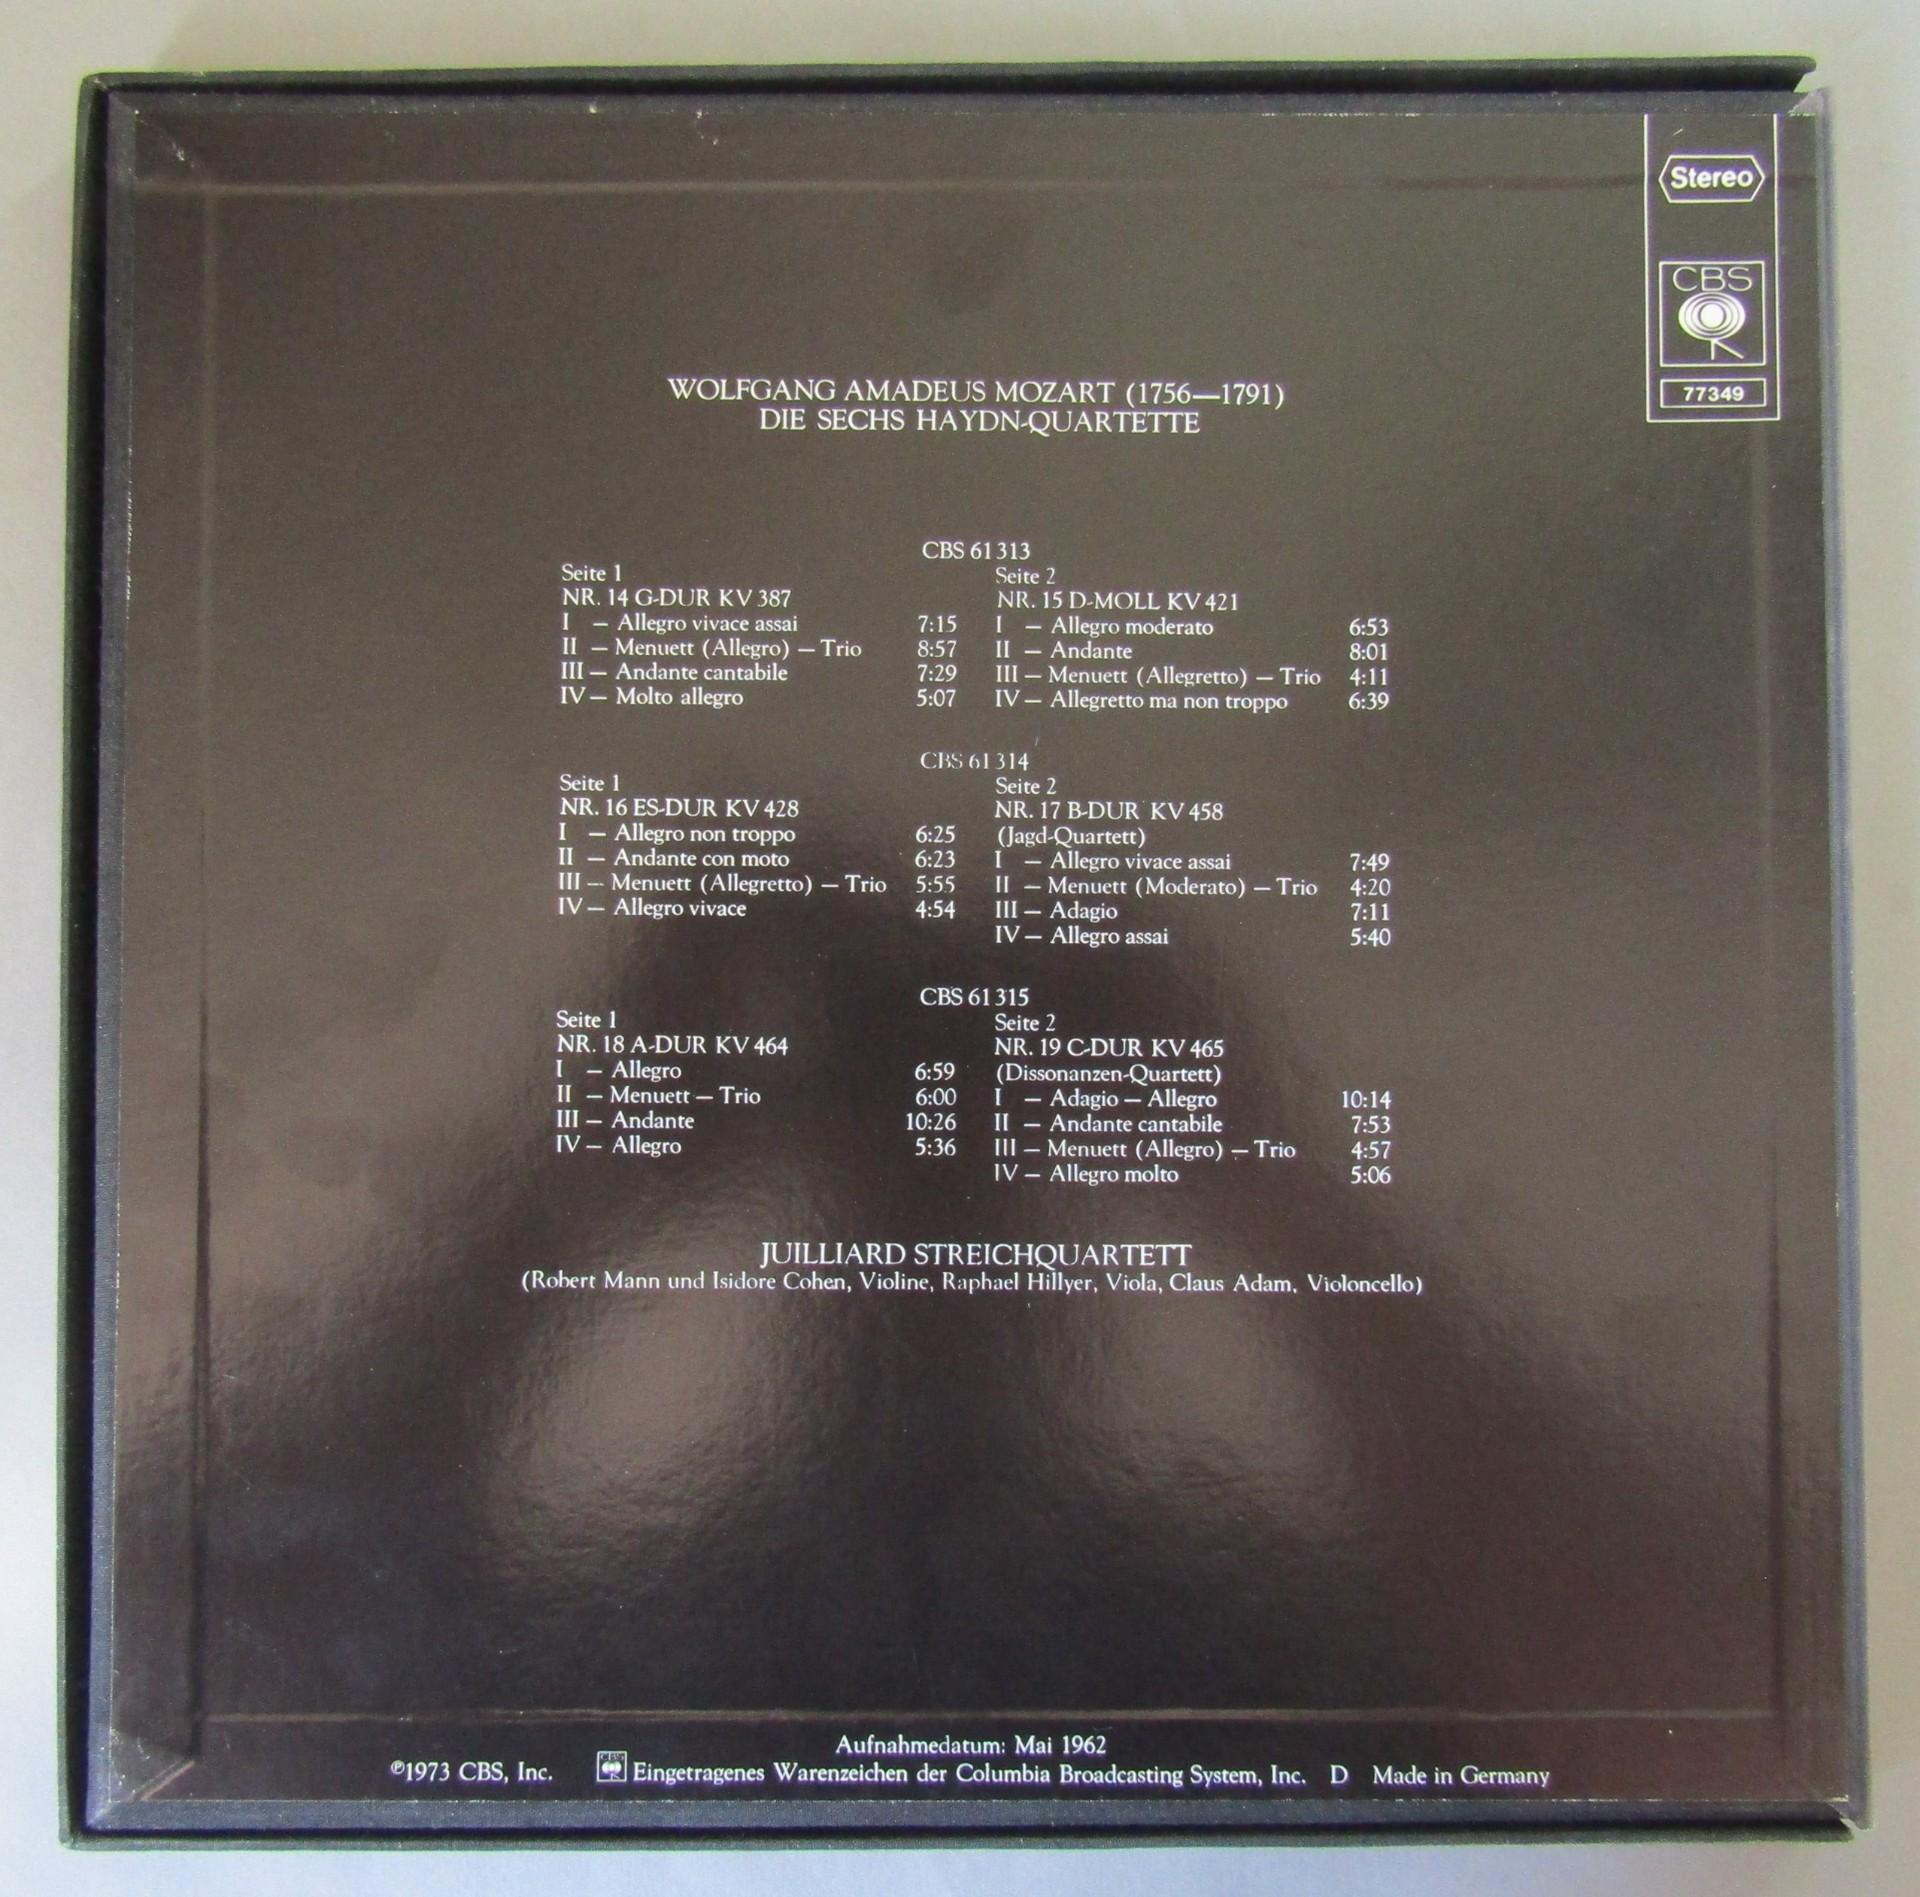 Stereo
CBS
77349
WOLFGANG AMADEUS MOZART (1756—1791)
DIE SECHS HAYDN-QUARTETTE
CBS 61 313
Seite 1
NR. 14 G-DUR KV 387
I – Allegro vivace assai 7:15
II – Menuett (Allegro) – Trio 8:57
III – Andante cantabile 7:29
IV – Molto allegro 5:07
Seite 2
NR. 15 D-MOLL KV 421
I – Allegro moderato 6:53
II – Andante 8:01
III – Menuett (Allegretto) – Trio 4:11
IV – Allegretto ma non troppo 6:39
CBS 61 314
Seite 1
NR. 16 ES-DUR KV 428
I – Allegro non troppo 6:25
II – Andante con moto 6:23
III – Menuett (Allegretto) – Trio 5:55
IV – Allegro vivace 4:54
Seite 2
NR. 17 B-DUR KV 458
(Jagd-Quartett)
I – Allegro vivace assai 7:49
II – Menuett (Moderato) – Trio 4:20
III – Adagio 7:11
IV – Allegro assai 5:40
CBS 61 315
Seite 1
NR. 18 A-DUR KV 464
I – Allegro 6:59
II – Menuett – Trio 6:00
III – Andante 10:26
IV – Allegro 5:36
Seite 2
NR. 19 C-DUR KV 465
(Dissonanzen-Quartett)
I – Adagio – Allegro 10:14
II – Andante cantabile 7:53
III – Menuett (Allegro) – Trio 4:57
IV – Allegro molto 5:06
JUILLIARD STREICHQUARTETT
(Robert Mann und Isidore Cohen, Violine, Raphael Hillyer, Viola, Claus Adam, Violoncello)
Aufnahmedatum: Mai 1962
℗1973 CBS, Inc. CBS Eingetragenes Warenzeichen der Columbia Broadcasting System, Inc. D Made in Germany